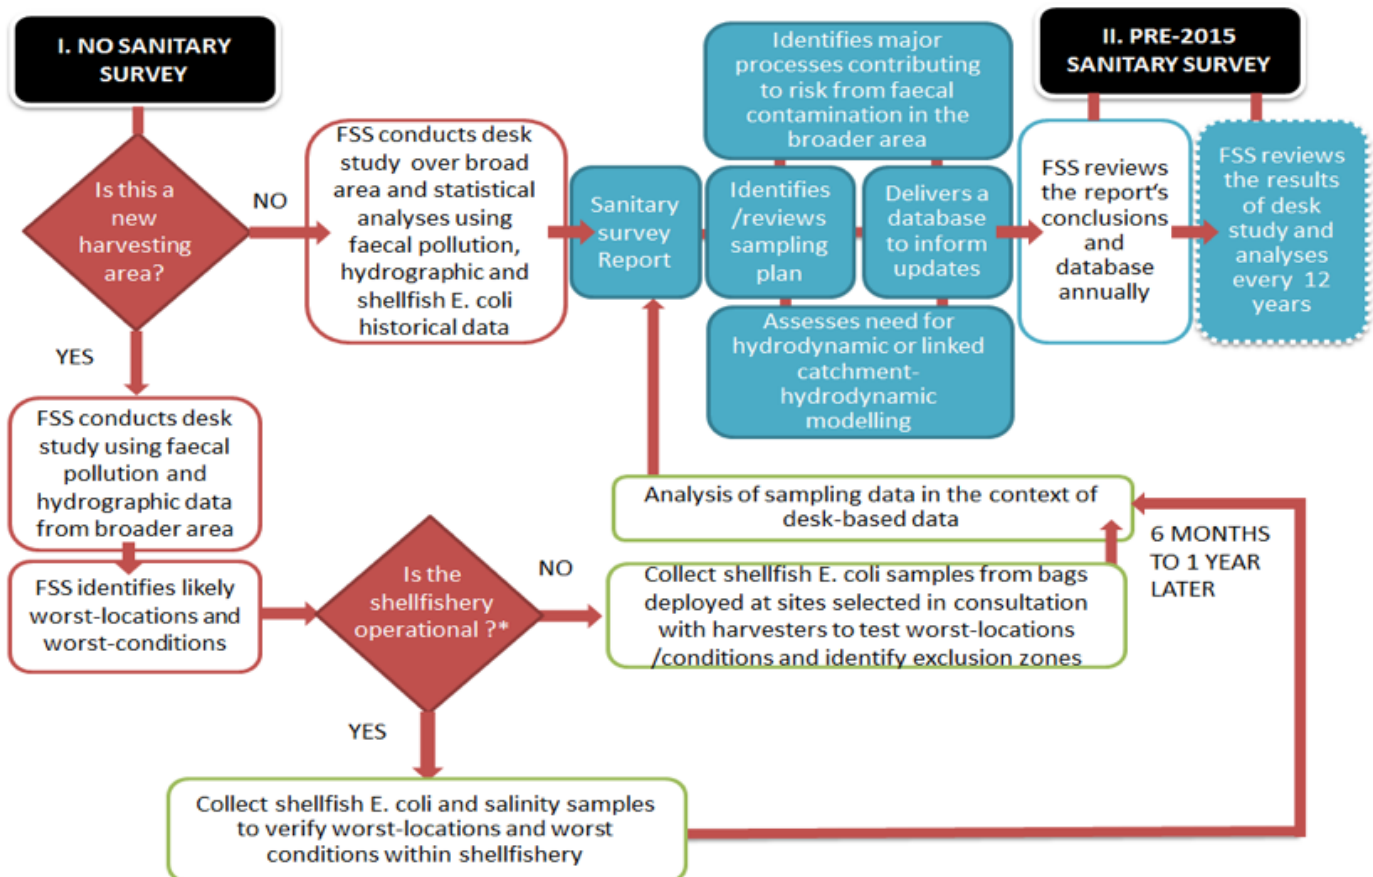 I. NO SANITARY
SURVEY
Is this a
new
harvesting
area?
NO
FSS conducts desk
study over broad
area and statistical
analyses using
faecal pollution,
hydrographic and
shellfish E. coli
historical data
Sanitary
survey
Report
Identifies major
processes contributing
to risk from faecal
contamination in the
broader area
Identifies
/reviews
sampling
plan
Delivers a
database
to inform
updates
Assesses need for
hydrodynamic or linked
catchment-
hydrodynamic
modelling
II. PRE-2015
SANITARY SURVEY
FSS reviews
the report's
conclusions
and
database
annually
FSS reviews
the results
of desk
study and
analyses
every 12
years
YES
FSS conducts desk
study using faecal
pollution and
hydrographic data
from broader area
FSS identifies likely
worst-locations and
worst-conditions
Is the
shellfishery
operational ?*
NO
Collect shellfish E. coli samples from bags
deployed at sites selected in consultation
with harvesters to test worst-locations
/conditions and identify exclusion zones
Analysis of sampling data in the context of
desk-based data
6 MONTHS
TO 1 YEAR
LATER
YES
Collect shellfish E. coli and salinity samples
to verify worst-locations and worst
conditions within shellfishery